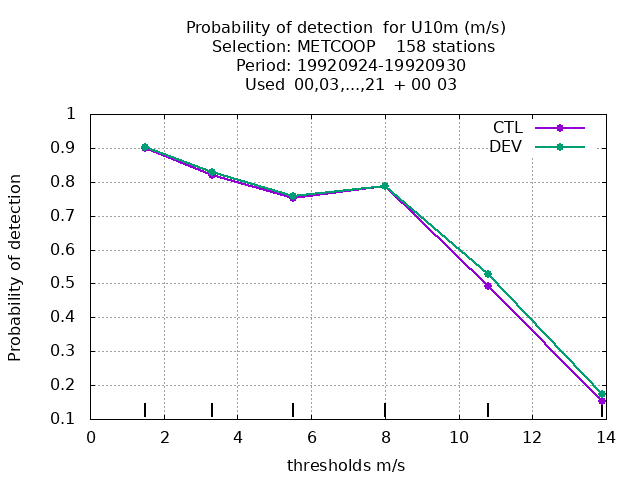 Probability of detection  for U10m (m/s)
Selection: METCOOP    158 stations
Period: 19920924-19920930
Used  00,03,...,21  + 00 03
CTL
DEV
1
0.9
0.8
0.7
0.6
0.5
0.4
0.3
0.2
0.1
Probability of detection
0 2 4 6 8 10 12 14
thresholds m/s